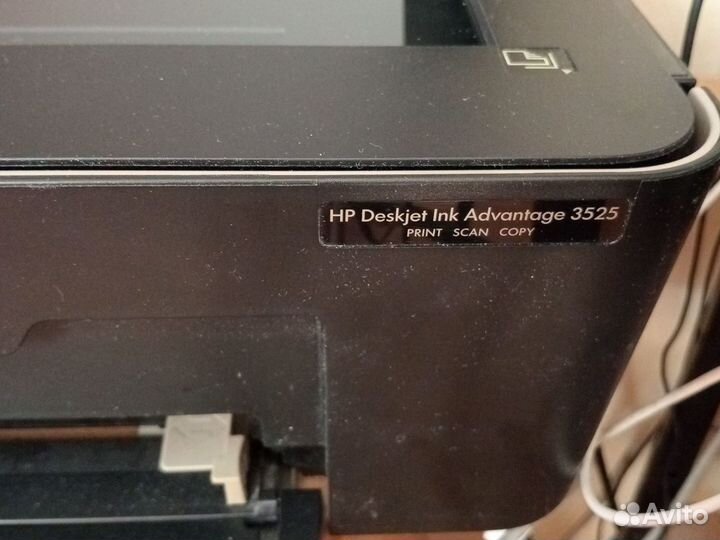 HP Deskjet Ink Advantage 3525
PRINT SCAN COPY
Avito